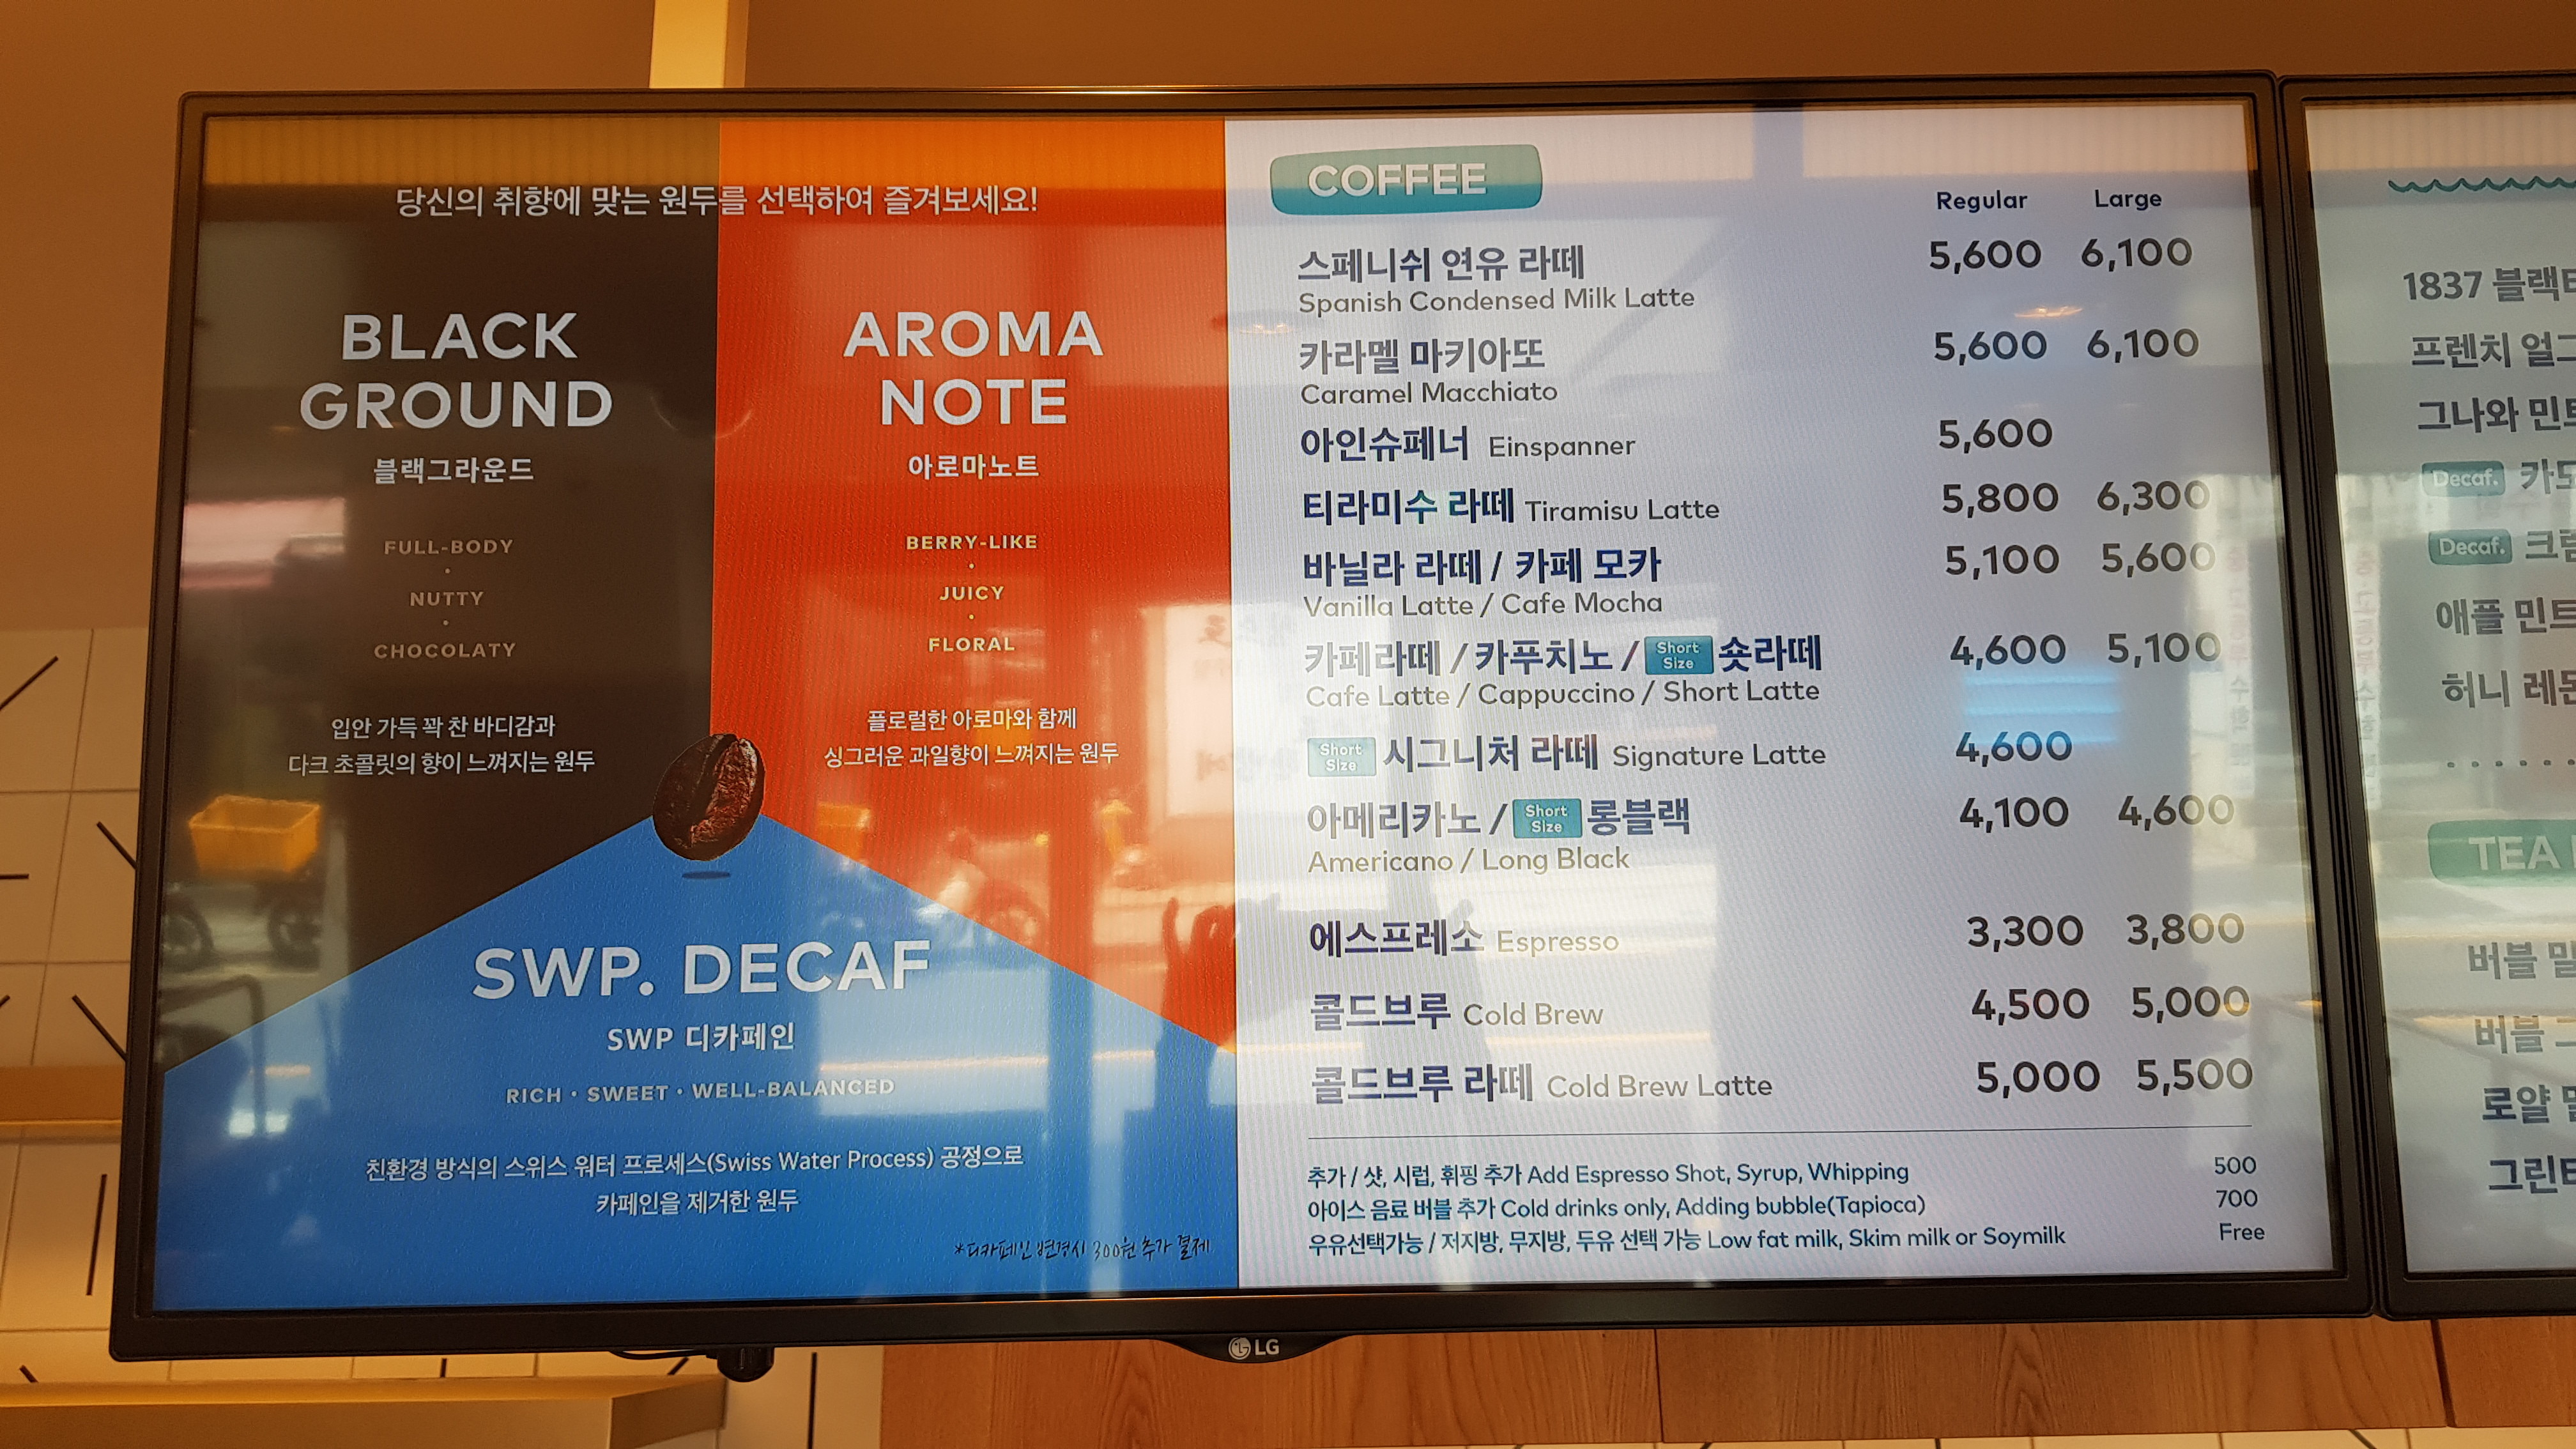 당신의 취향에 맞는 원두를 선택하여 즐겨보세요!
BLACK
GROUND
블랙그라운드
FULL-BODY
·
NUTTY
·
CHOCOLATY
입안 가득 꽉 찬 바디감과
다크 초콜릿의 향이 느껴지는 원두
AROMA
NOTE
아로마노트
BERRY-LIKE
·
JUICY
·
FLORAL
플로럴한 아로마와 함께
싱그러운 과일향이 느껴지는 원두
SWP. DECAF
SWP 디카페인
RICH · SWEET · WELL-BALANCED
친환경 방식의 스위스 워터 프로세스(Swiss Water Process) 공정으로
카페인을 제거한 원두
*디카페인 변경시 300원 추가 결제
COFFEE
Regular Large
스페니쉬 연유 라떼 5,600 6,100
Spanish Condensed Milk Latte
카라멜 마키아또 5,600 6,100
Caramel Macchiato
아인슈페너 Einspanner 5,600
티라미수 라떼 Tiramisu Latte 5,800 6,300
바닐라 라떼 / 카페 모카 5,100 5,600
Vanilla Latte / Cafe Mocha
카페라떼 / 카푸치노 / Short Size 숏라떼 4,600 5,100
Cafe Latte / Cappuccino / Short Latte
Short Size 시그니처 라떼 Signature Latte 4,600
아메리카노 / Short Size 롱블랙 4,100 4,600
Americano / Long Black
에스프레소 Espresso 3,300 3,800
콜드브루 Cold Brew 4,500 5,000
콜드브루 라떼 Cold Brew Latte 5,000 5,500
추가 / 샷, 시럽, 휘핑 추가 Add Espresso Shot, Syrup, Whipping 500
아이스 음료 버블 추가 Cold drinks only, Adding bubble(Tapioca) 700
우유선택가능 / 저지방, 무지방, 두유 선택 가능 Low fat milk, Skim milk or Soymilk Free
LG
1837
프렌치
그나와
Decaf.
Decaf.
애플
허니
TEA
버블
버블
로얄